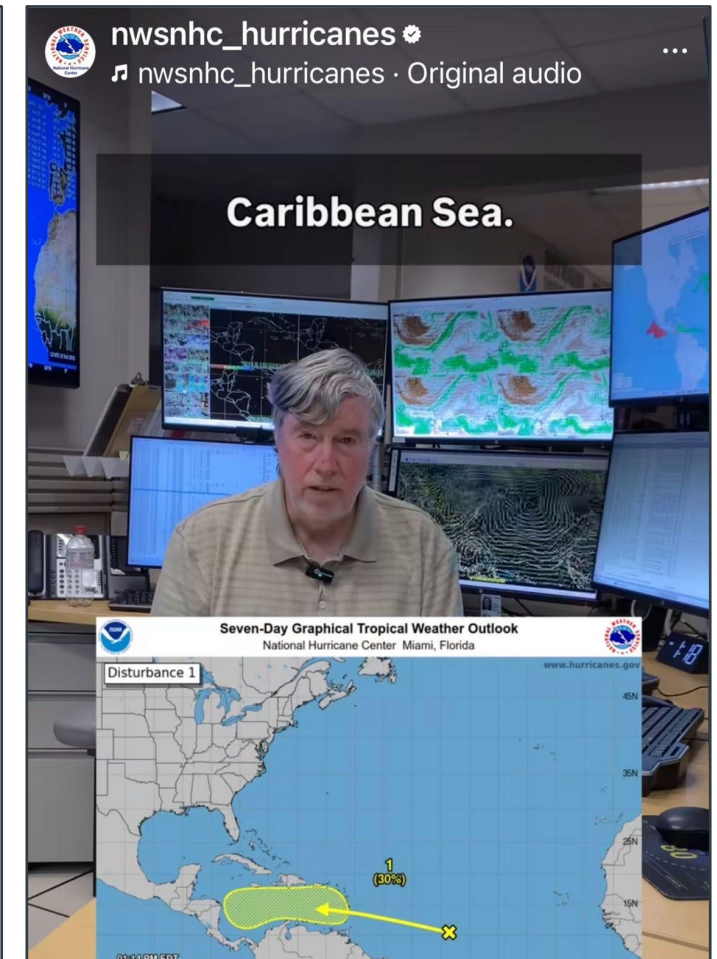 nwsnhc_hurricanes
nwsnhc_hurricanes · Original audio
Caribbean Sea.
Seven-Day Graphical Tropical Weather Outlook
National Hurricane Center Miami, Florida
www.hurricanes.gov
Disturbance 1
45N
35N
25N
1
(30%)
15N